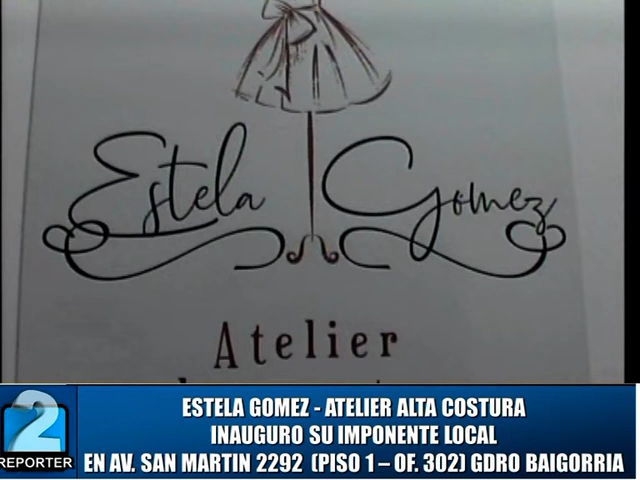 Estela Gomez
Atelier
ESTELA GOMEZ - ATELIER ALTA COSTURA
INAUGURO SU IMPONENTE LOCAL
EN AV. SAN MARTIN 2292 (PISO 1 – OF. 302) GDRO BAIGORRIA
2
REPORTER